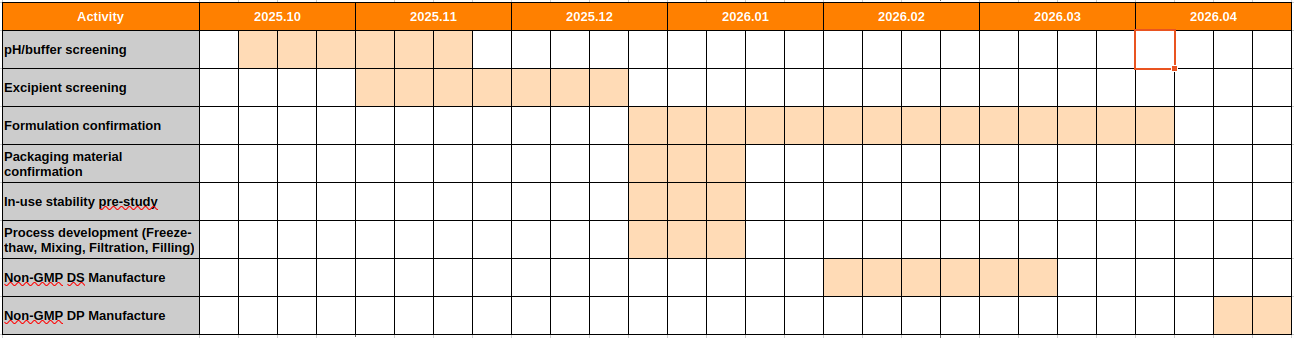 Activity 2025.10 2025.11 2025.12 2026.01 2026.02 2026.03 2026.04
pH/buffer screening
Excipient screening
Formulation confirmation
Packaging material
confirmation
In-use stability pre-study
Process development (Freeze-
thaw, Mixing, Filtration, Filling)
Non-GMP DS Manufacture
Non-GMP DP Manufacture